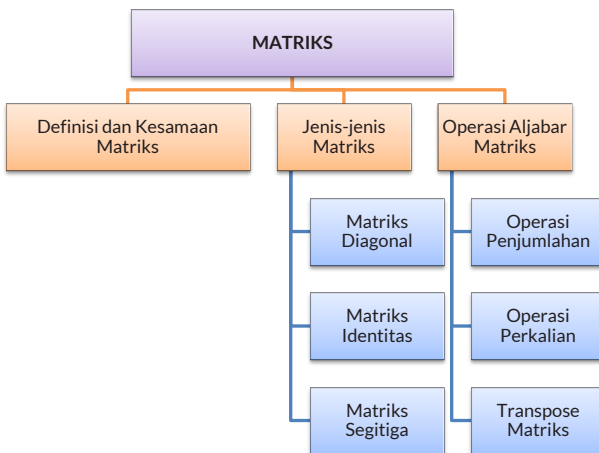 MATRIKS
Definisi dan Kesamaan
Matriks
Jenis-jenis
Matriks
Operasi Aljabar
Matriks
Matriks
Diagonal
Matriks
Identitas
Matriks
Segitiga
Operasi
Penjumlahan
Operasi
Perkalian
Transpose
Matriks